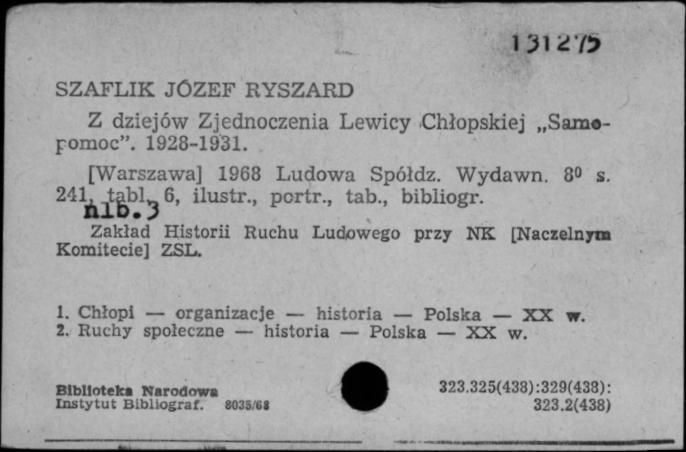 131275
SZAFLIK JÓZEF RYSZARD
Z dziejów Zjednoczenia Lewicy Chłopskiej „Samo-
pomoc”. 1928-1931.
[Warszawa] 1968 Ludowa Spółdz. Wydawn. 8⁰ s.
241, tabl. 6, ilustr., portr., tab., bibliogr.
nlb.3
Zakład Historii Ruchu Ludowego przy NK [Naczelnym
Komitecie] ZSL.
1. Chłopi — organizacje — historia — Polska — XX w.
2. Ruchy społeczne — historia — Polska — XX w.
Biblioteka Narodowa
Instytut Bibliograf. 8035/68
323.325(438):329(438):
323.2(438)